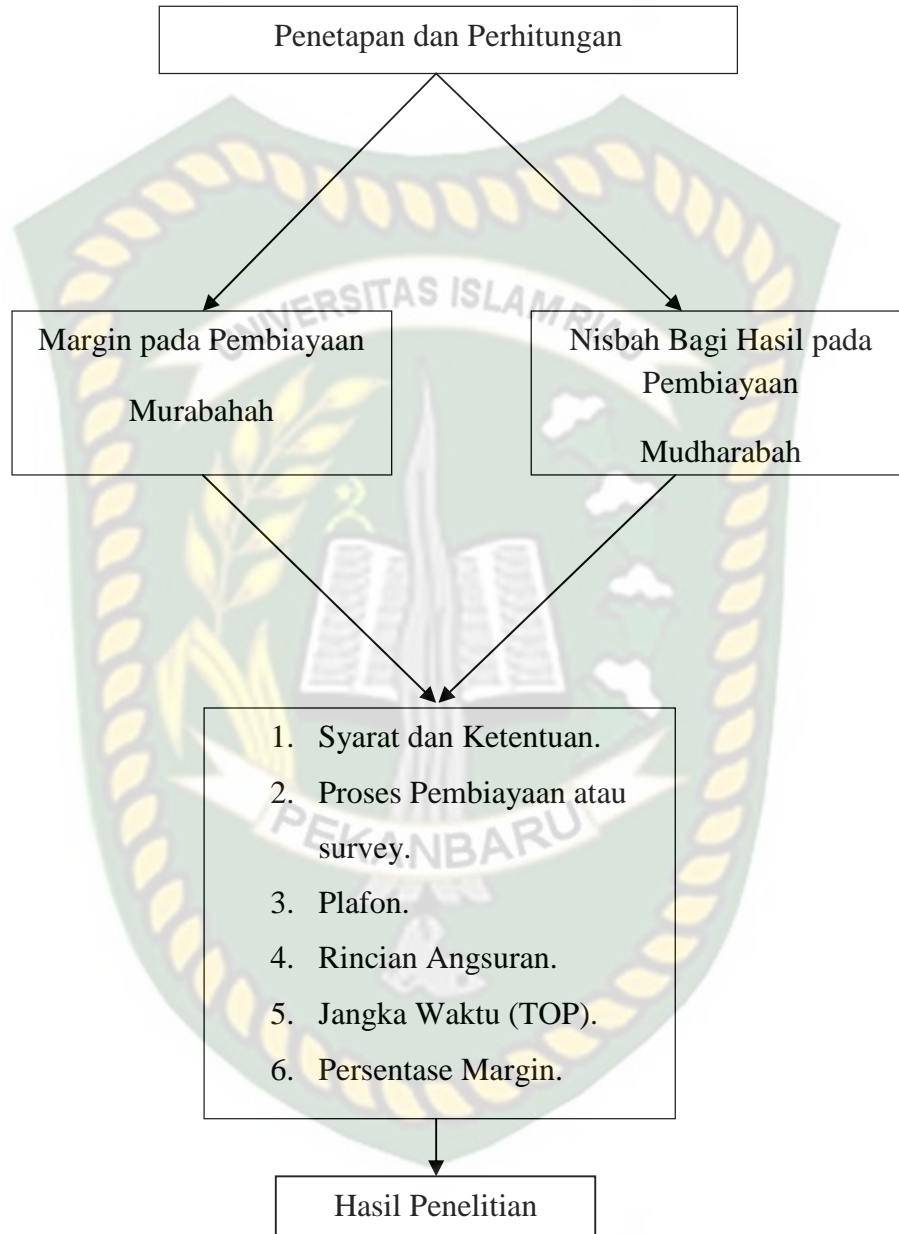 Penetapan dan Perhitungan
UNIVERSITAS ISLAM RIAU
Margin pada Pembiayaan
Murabahah
Nisbah Bagi Hasil pada
Pembiayaan
Mudharabah
1. Syarat dan Ketentuan.
2. Proses Pembiayaan atau
survey.
3. Plafon.
4. Rincian Angsuran.
5. Jangka Waktu (TOP).
6. Persentase Margin.
PEKANBARU
Hasil Penelitian